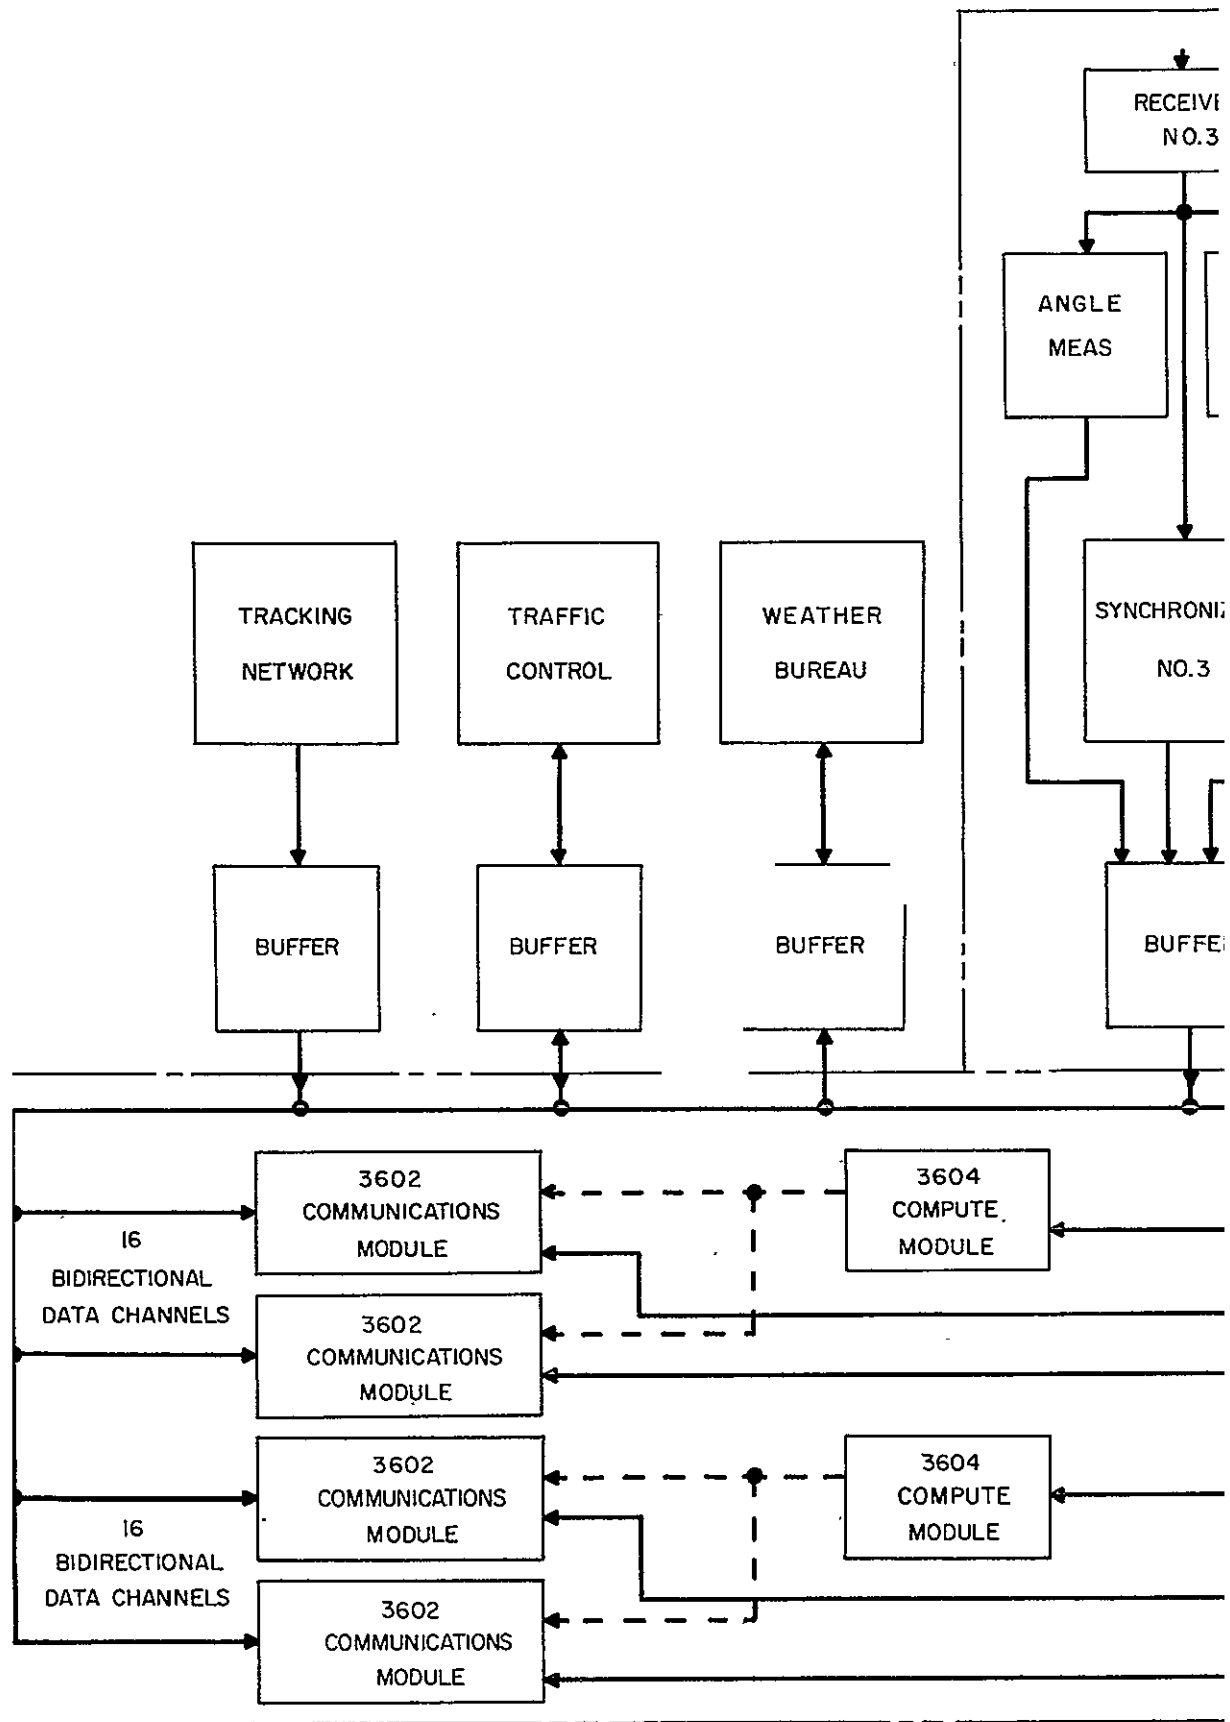 RECEIVE
NO.3
ANGLE
MEAS
TRACKING
NETWORK
TRAFFIC
CONTROL
WEATHER
BUREAU
SYNCHRONIZ
NO.3
BUFFER
BUFFER
BUFFER
BUFFE
3602
COMMUNICATIONS
MODULE
3604
COMPUTE
MODULE
16
BIDIRECTIONAL
DATA CHANNELS
3602
COMMUNICATIONS
MODULE
3602
COMMUNICATIONS
MODULE
3604
COMPUTE
MODULE
16
BIDIRECTIONAL
DATA CHANNELS
3602
COMMUNICATIONS
MODULE